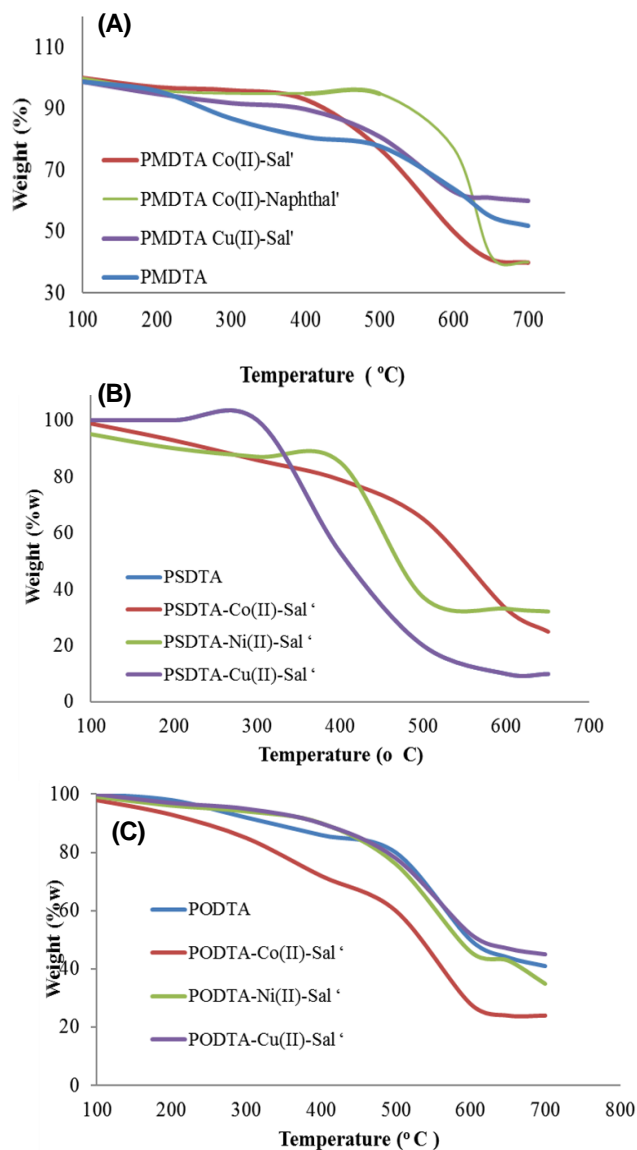 (A)
110
90
70
50
30
Weight (%)
PMDTA Co(II)-Sal'
PMDTA Co(II)-Naphthal'
PMDTA Cu(II)-Sal'
PMDTA
100 200 300 400 500 600 700
Temperature ( ºC)
(B)
100
80
60
40
20
0
Weight (%w)
PSDTA
PSDTA-Co(II)-Sal ‘
PSDTA-Ni(II)-Sal ‘
PSDTA-Cu(II)-Sal ‘
100 200 300 400 500 600 700
Temperature (o C)
(C)
100
80
60
40
20
0
Weight (%w)
PODTA
PODTA-Co(II)-Sal ‘
PODTA-Ni(II)-Sal ‘
PODTA-Cu(II)-Sal ‘
100 200 300 400 500 600 700 800
Temperature (º C )